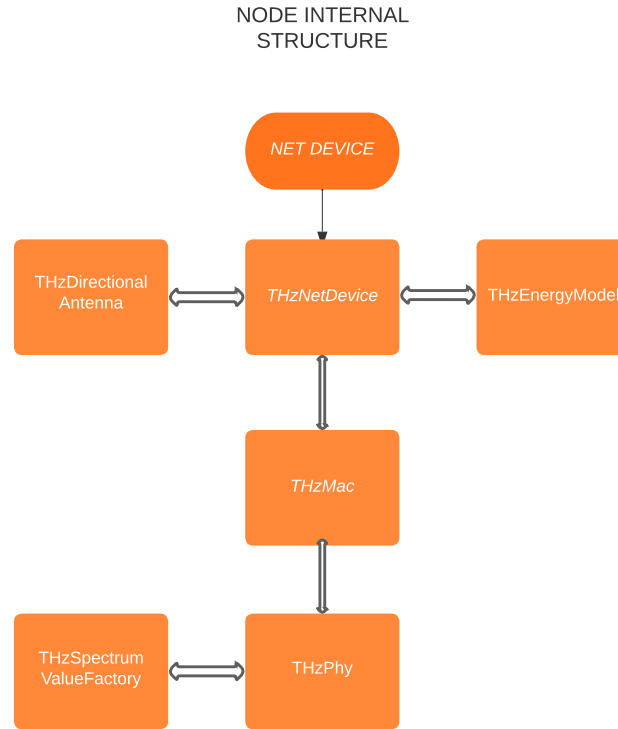 NODE INTERNAL
STRUCTURE
NET DEVICE
THzDirectional
Antenna
THzNetDevice
THzEnergyModel
THzMac
THzSpectrum
ValueFactory
THzPhy